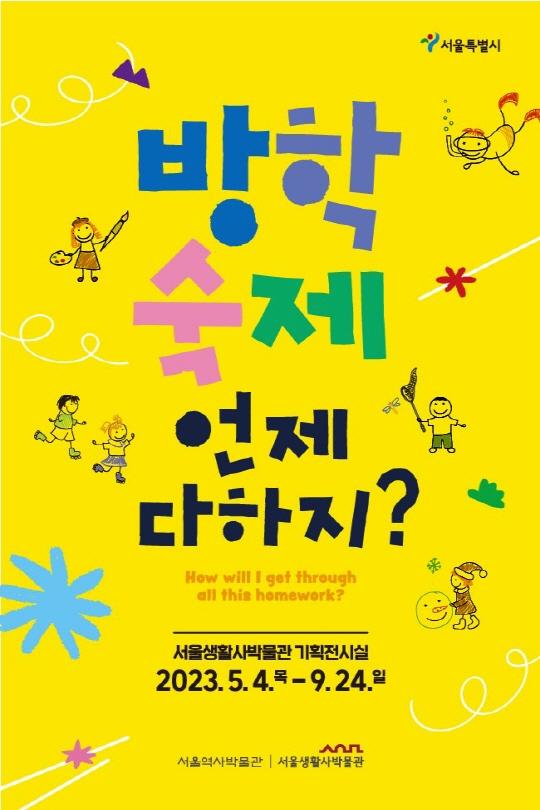 서울특별시
방학
숙제
언제
다하지?
How will I get through
all this homework?
서울생활사박물관 기획전시실
2023. 5. 4.목 – 9. 24.일
서울역사박물관 | 서울생활사박물관